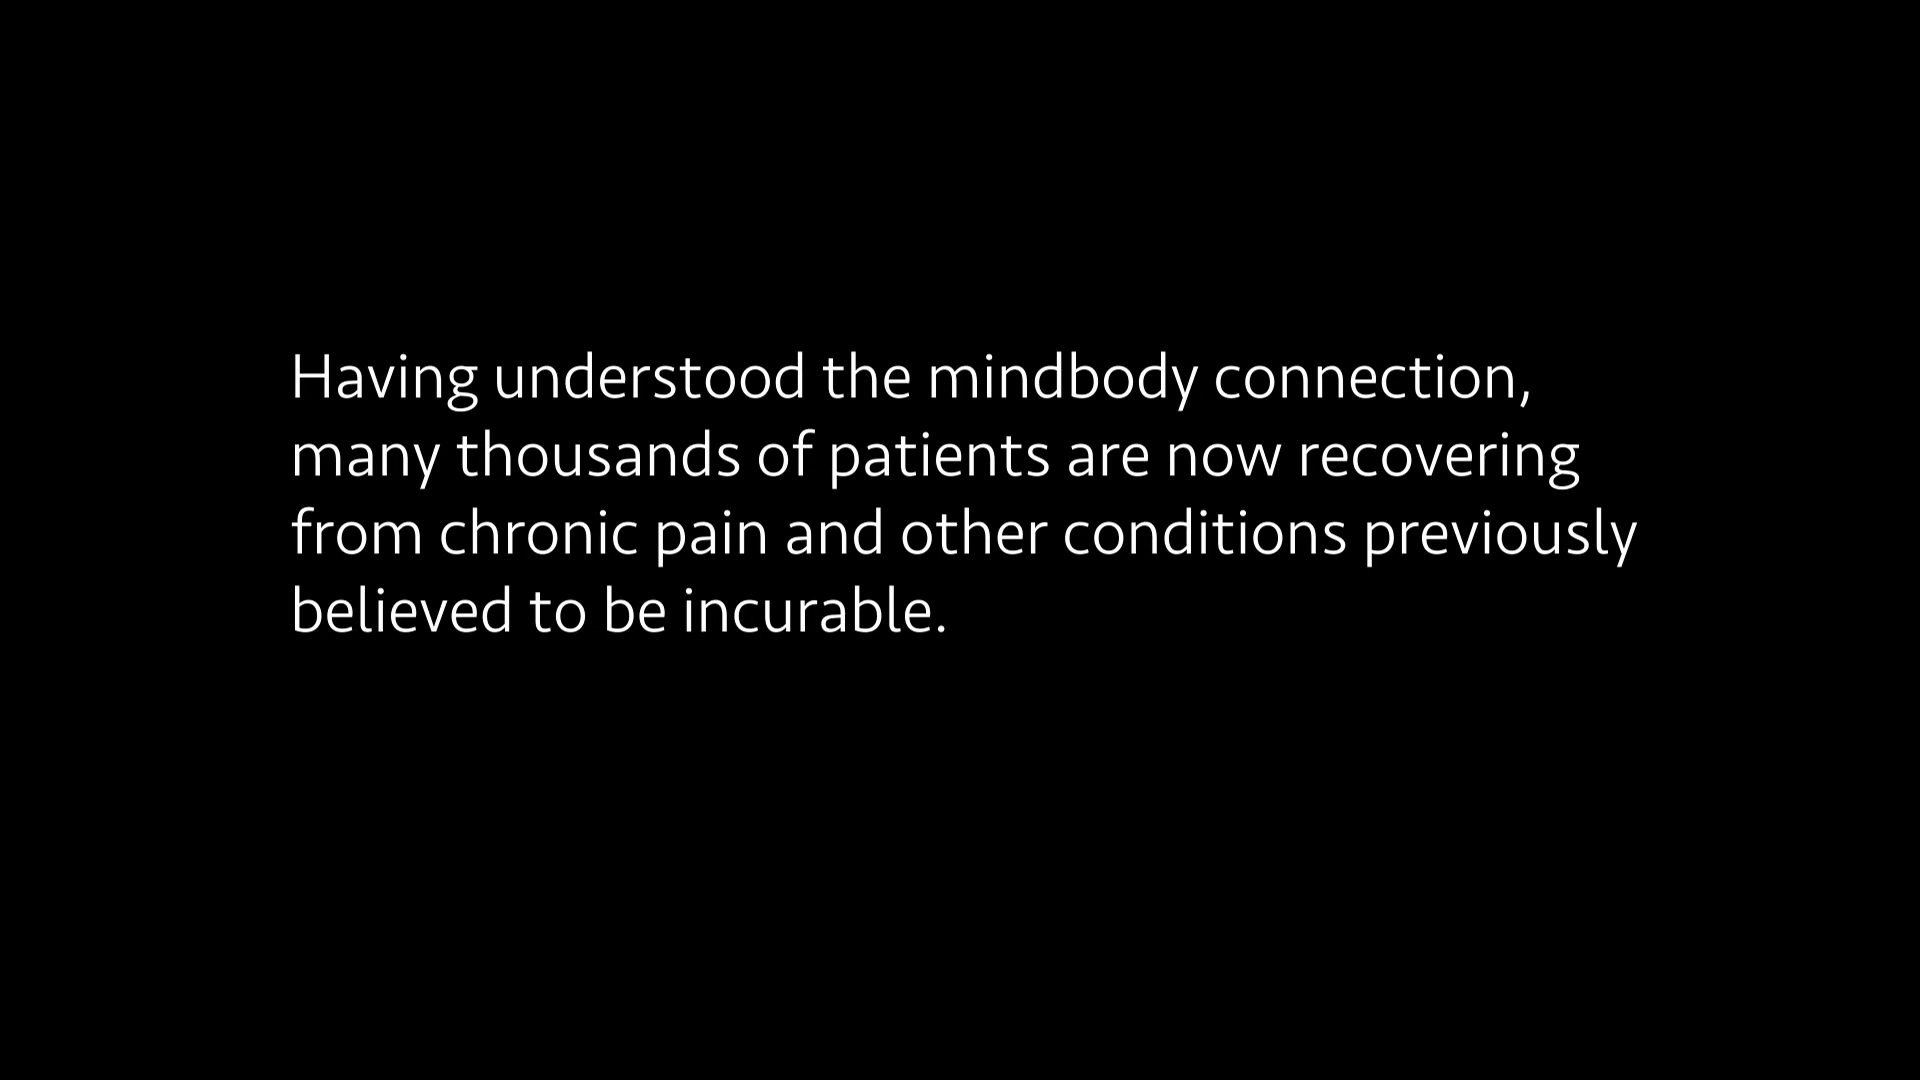 Having understood the mindbody connection,
many thousands of patients are now recovering
from chronic pain and other conditions previously
believed to be incurable.